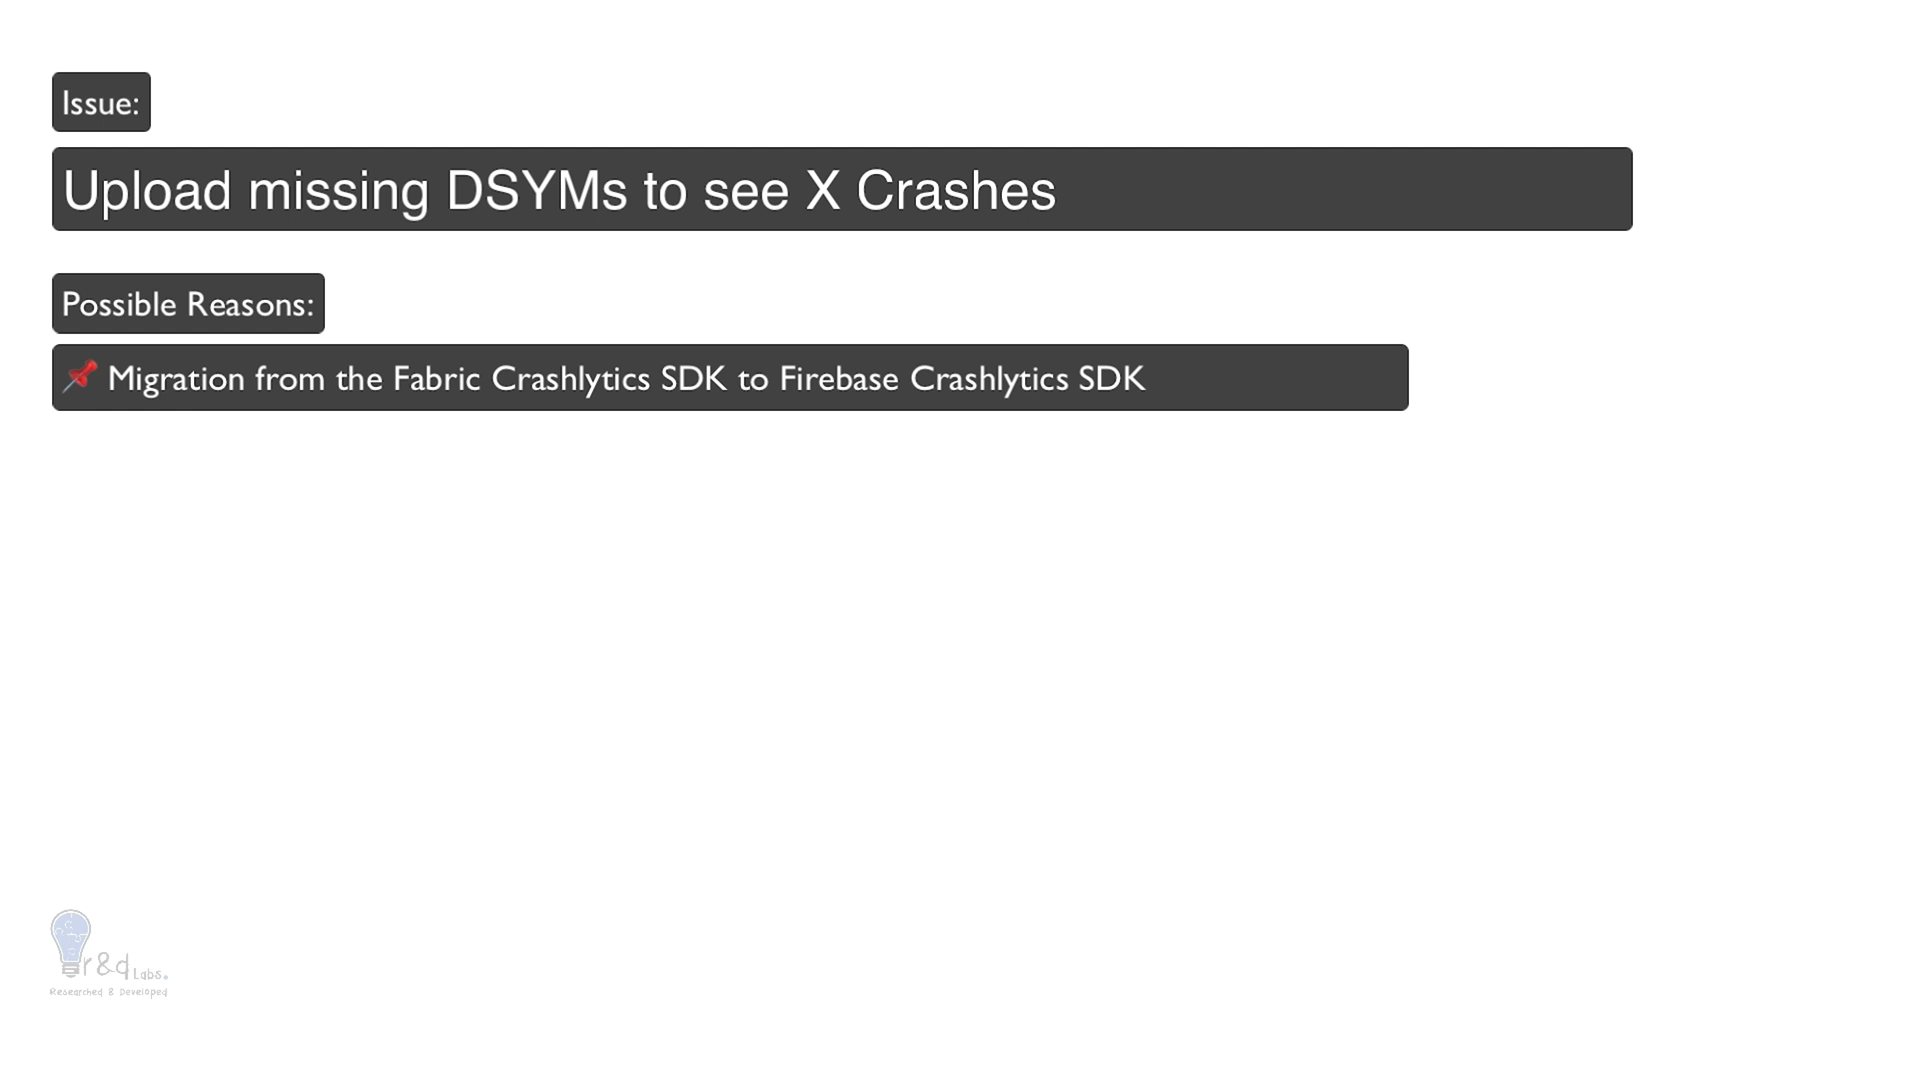 Issue:
Upload missing DSYMs to see X Crashes
Possible Reasons:
📌 Migration from the Fabric Crashlytics SDK to Firebase Crashlytics SDK
r&d Labs.
Researched & Developed